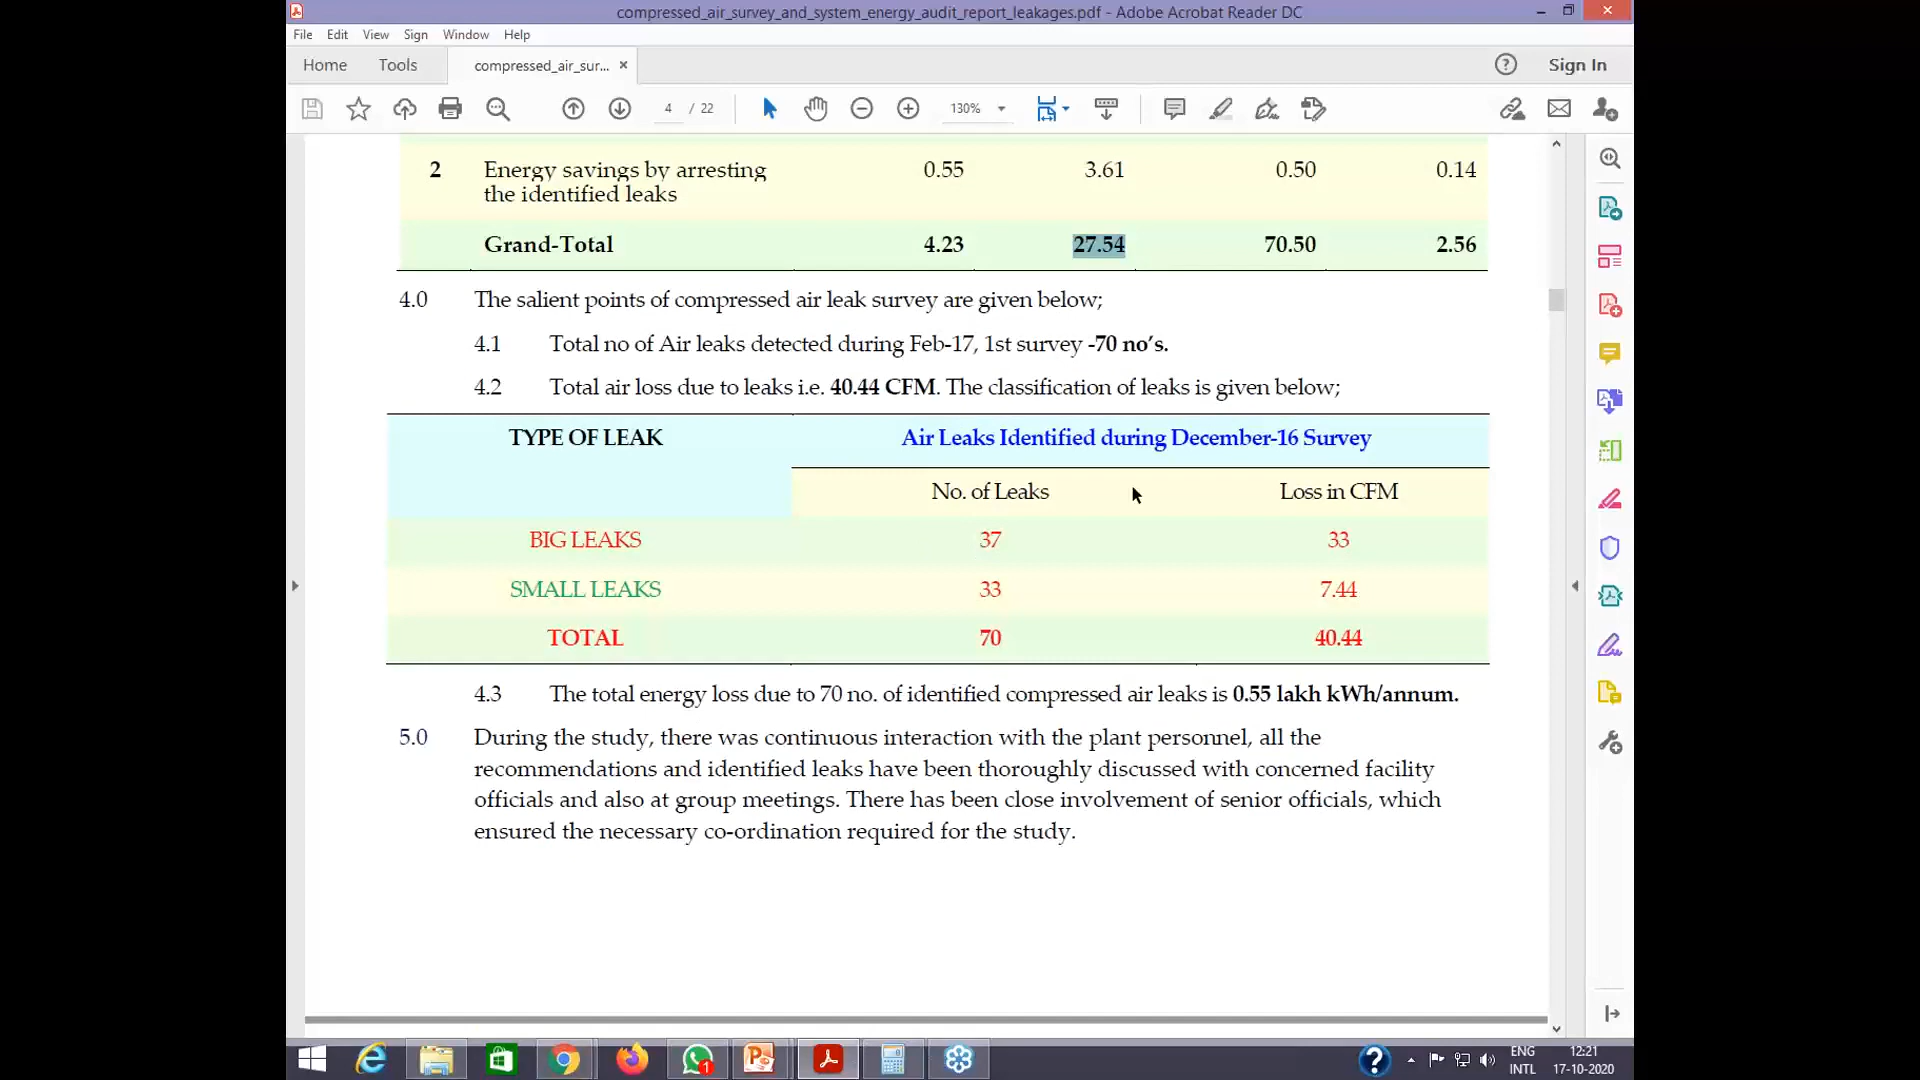 compressed_air_survey_and_system_energy_audit_report_leakages.pdf - Adobe Acrobat Reader DC
File Edit View Sign Window Help
Home Tools compressed_air_sur... × Sign In
4 / 22 130%
2 Energy savings by arresting 0.55 3.61 0.50 0.14
the identified leaks
Grand-Total 4.23 27.54 70.50 2.56
4.0 The salient points of compressed air leak survey are given below;
4.1 Total no of Air leaks detected during Feb-17, 1st survey -70 no's.
4.2 Total air loss due to leaks i.e. 40.44 CFM. The classification of leaks is given below;
TYPE OF LEAK Air Leaks Identified during December-16 Survey
No. of Leaks Loss in CFM
BIG LEAKS 37 33
SMALL LEAKS 33 7.44
TOTAL 70 40.44
4.3 The total energy loss due to 70 no. of identified compressed air leaks is 0.55 lakh kWh/annum.
5.0 During the study, there was continuous interaction with the plant personnel, all the
recommendations and identified leaks have been thoroughly discussed with concerned facility
officials and also at group meetings. There has been close involvement of senior officials, which
ensured the necessary co-ordination required for the study.
1
ENG 12:21
INTL 17-10-2020